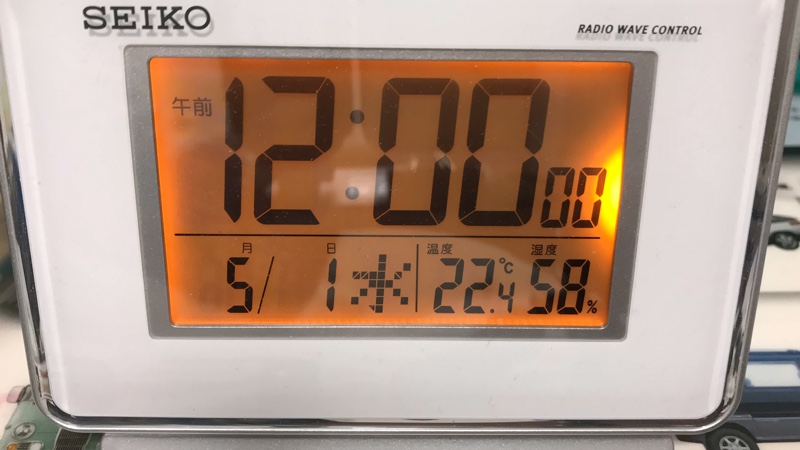 SEIKO
RADIO WAVE CONTROL
午前 12:00 00
月 日 温度 湿度
5/ 1 水 22.4℃ 58%